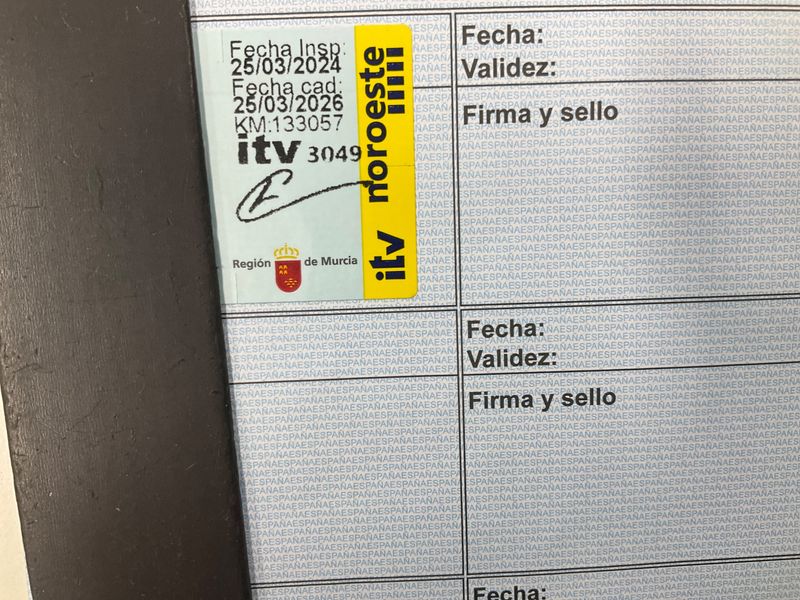 Fecha Insp:
25/03/2024
Fecha cad:
25/03/2026
KM:133057
itv 3049
Región de Murcia
itv noroeste
Fecha:
Validez:
Firma y sello
Fecha:
Validez:
Firma y sello
Fecha: